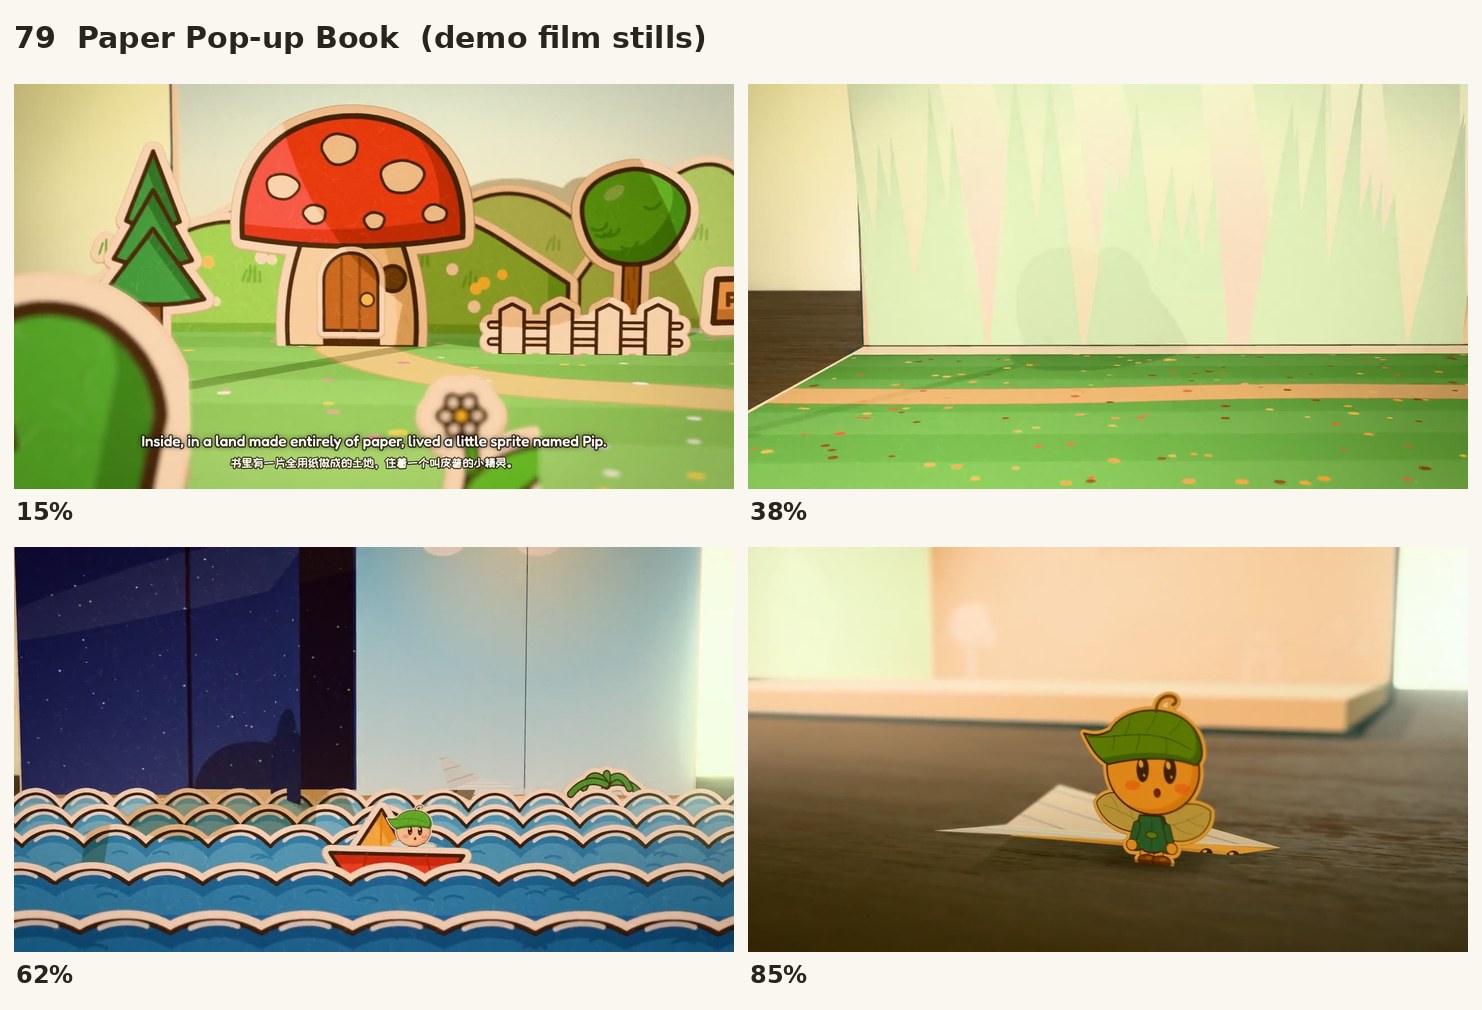 79 Paper Pop-up Book (demo film stills)
Inside, in a land made entirely of paper, lived a little sprite named Pip.
书里有一片全用纸做成的土地，住着一个叫皮普的小精灵。
15%
38%
62%
85%